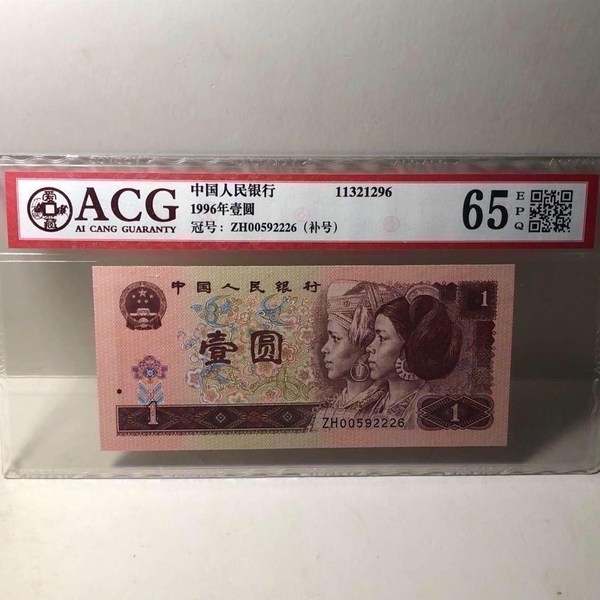 ACG
AI CANG GUARANTY
中国人民银行 11321296
1996年壹圆
冠号: ZH00592226 (补号)
65
EPQ
中国人民银行
1
壹圆
1
1
ZH00592226